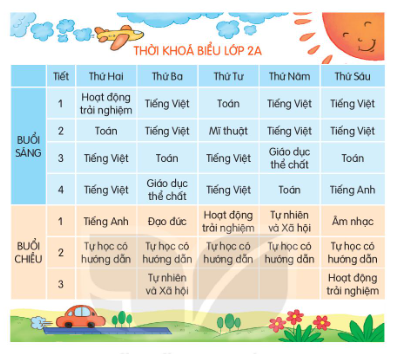 THỜI KHOÁ BIỂU LỚP 2A
Tiết Thứ Hai Thứ Ba Thứ Tư Thứ Năm Thứ Sáu
BUỔI SÁNG
1 Hoạt động trải nghiệm Tiếng Việt Toán Tiếng Việt Tiếng Việt
2 Toán Tiếng Việt Mĩ thuật Tiếng Việt Tiếng Việt
3 Tiếng Việt Toán Tiếng Việt Giáo dục thể chất Toán
4 Tiếng Việt Giáo dục thể chất Tiếng Việt Toán Tiếng Anh
BUỔI CHIỀU
1 Tiếng Anh Đạo đức Hoạt động trải nghiệm Tự nhiên và Xã hội Âm nhạc
2 Tự học có hướng dẫn Tự học có hướng dẫn Tự học có hướng dẫn Tự học có hướng dẫn Tự học có hướng dẫn
3 Tự nhiên và Xã hội Hoạt động trải nghiệm